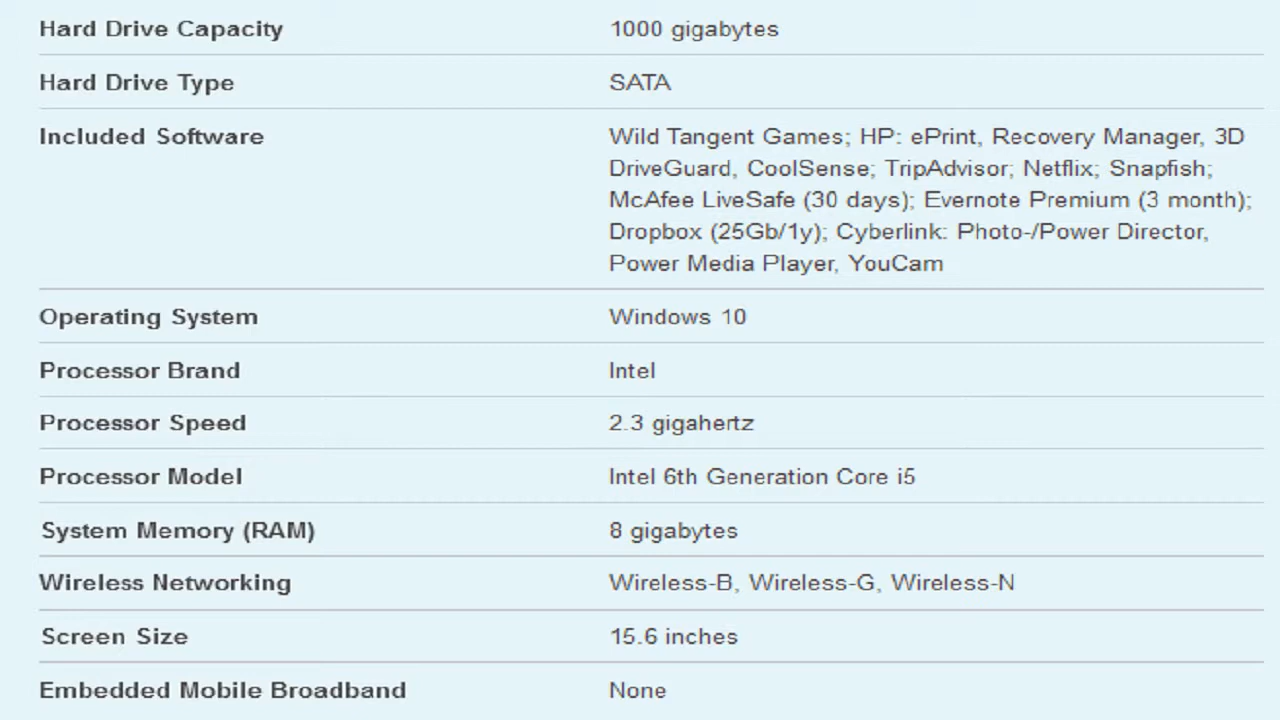 Hard Drive Capacity 1000 gigabytes
Hard Drive Type SATA
Included Software Wild Tangent Games; HP: ePrint, Recovery Manager, 3D
DriveGuard, CoolSense; TripAdvisor; Netflix; Snapfish;
McAfee LiveSafe (30 days); Evernote Premium (3 month);
Dropbox (25Gb/1y); Cyberlink: Photo-/Power Director,
Power Media Player, YouCam
Operating System Windows 10
Processor Brand Intel
Processor Speed 2.3 gigahertz
Processor Model Intel 6th Generation Core i5
System Memory (RAM) 8 gigabytes
Wireless Networking Wireless-B, Wireless-G, Wireless-N
Screen Size 15.6 inches
Embedded Mobile Broadband None